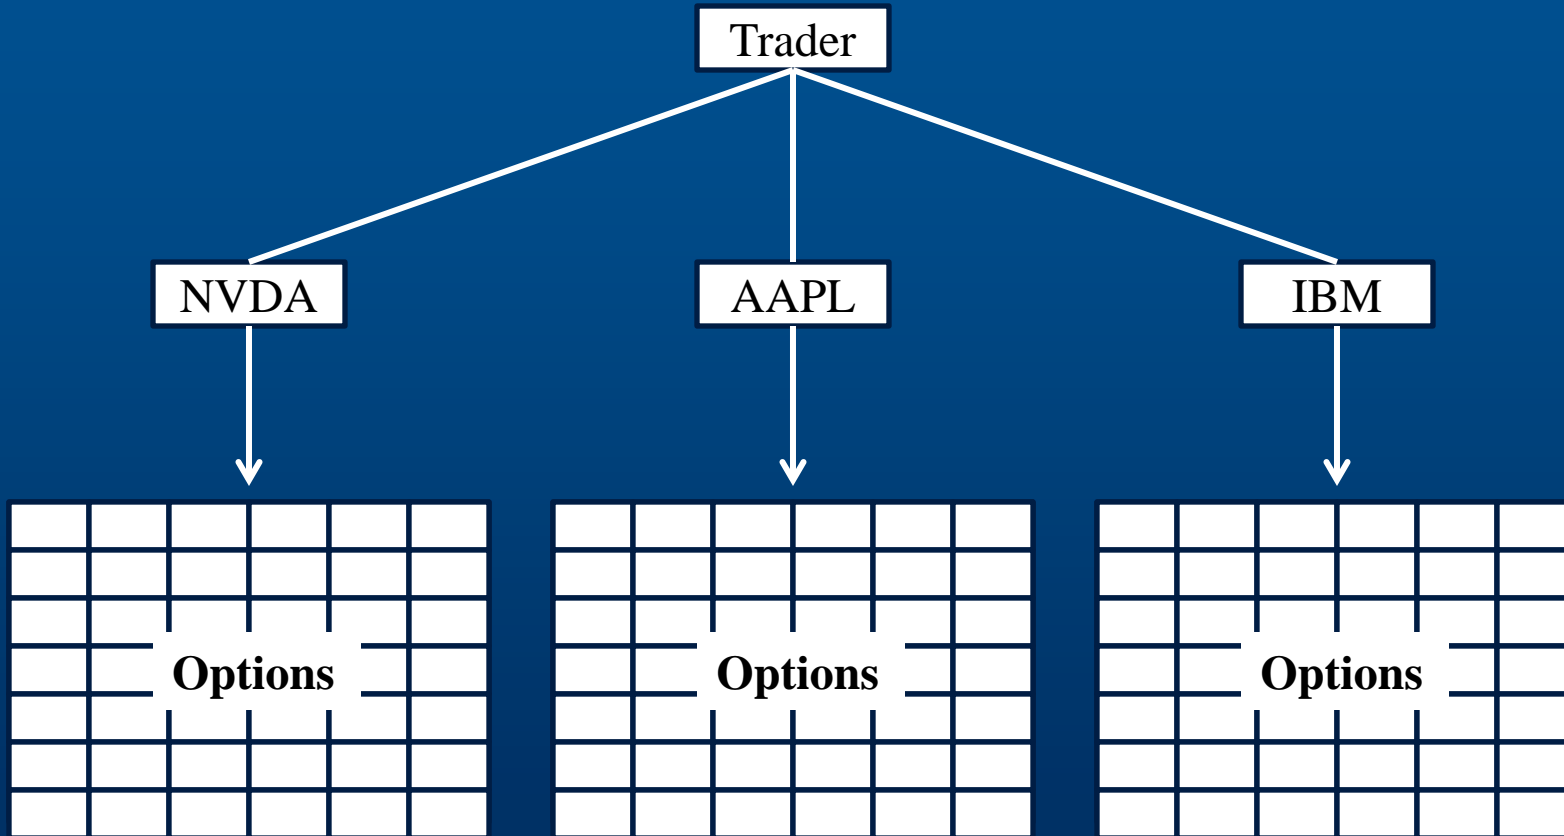 Trader
NVDA
AAPL
IBM
Options
Options
Options